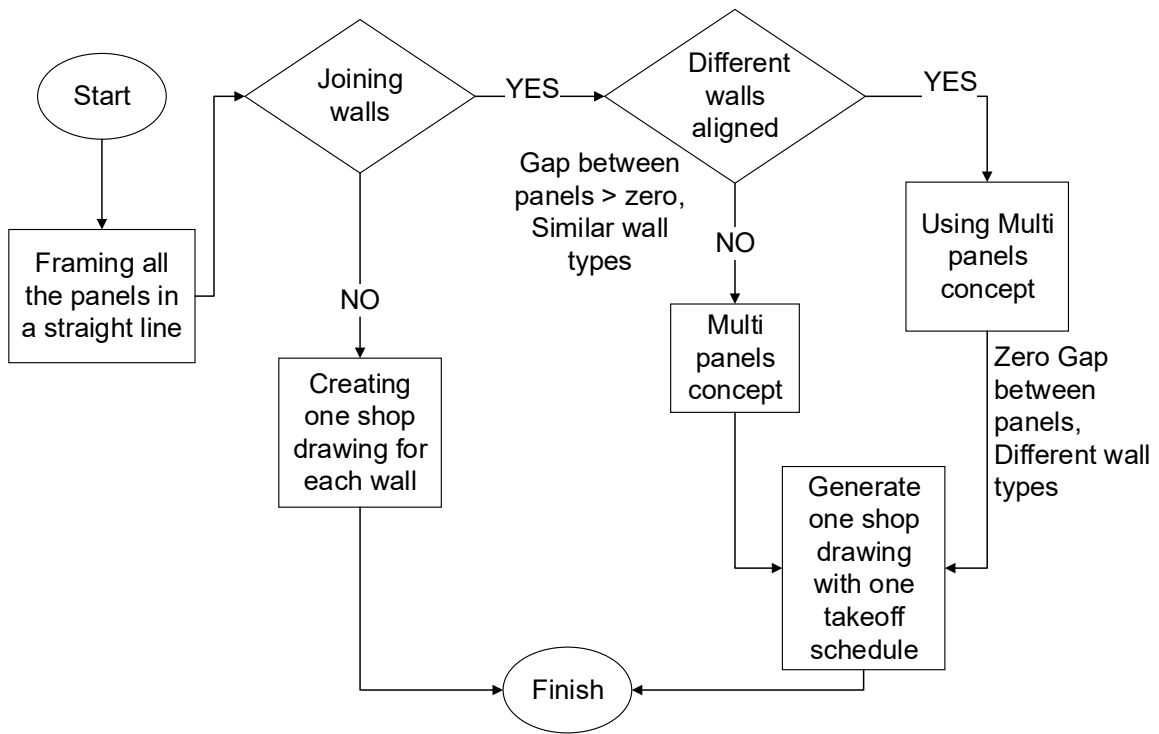 Start
Framing all
the panels in
a straight line
Joining
walls
YES
NO
Creating
one shop
drawing for
each wall
Different
walls
aligned
YES
Gap between
panels > zero,
Similar wall
types
NO
Multi
panels
concept
Using Multi
panels
concept
Zero Gap
between
panels,
Different wall
types
Generate
one shop
drawing
with one
takeoff
schedule
Finish